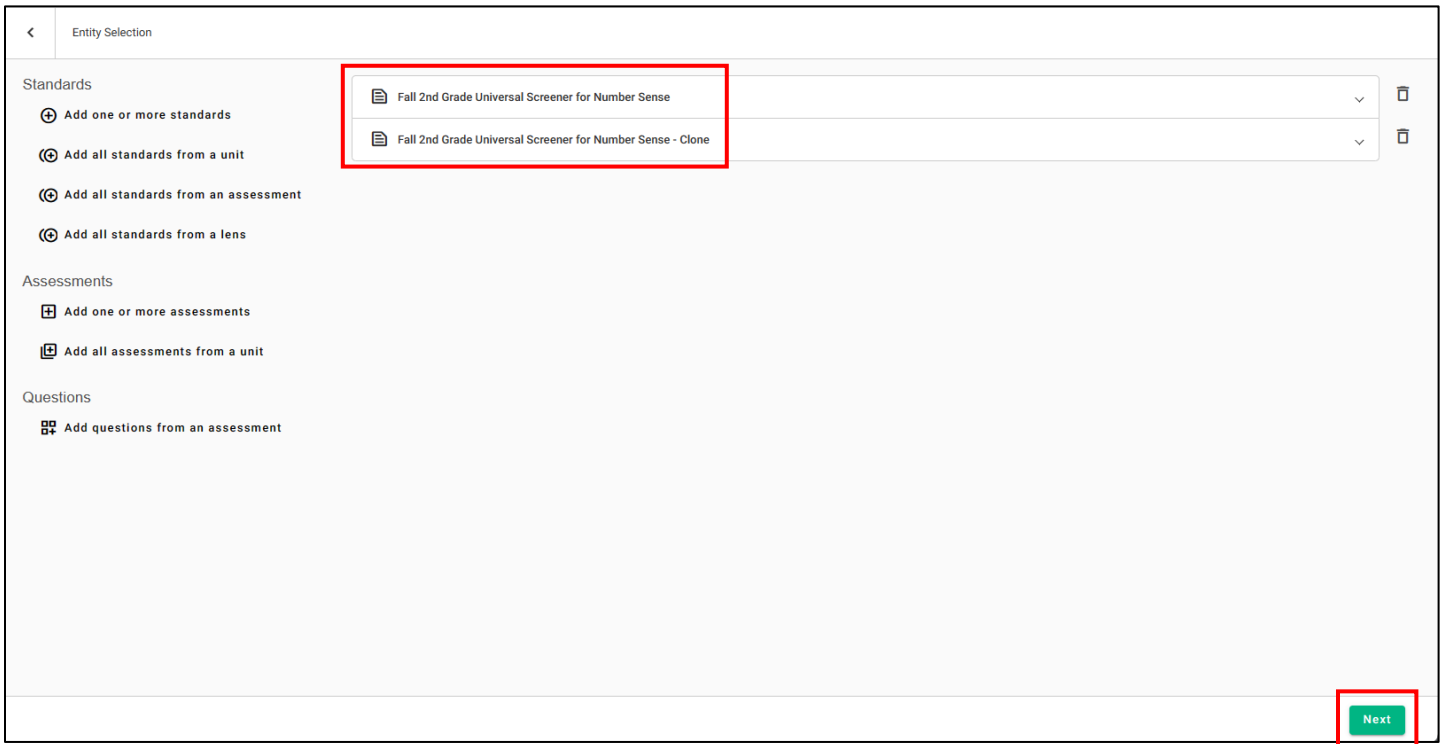 Entity Selection
Standards
Add one or more standards
Add all standards from a unit
Add all standards from an assessment
Add all standards from a lens
Assessments
Add one or more assessments
Add all assessments from a unit
Questions
Add questions from an assessment
Fall 2nd Grade Universal Screener for Number Sense
Fall 2nd Grade Universal Screener for Number Sense - Clone
Next